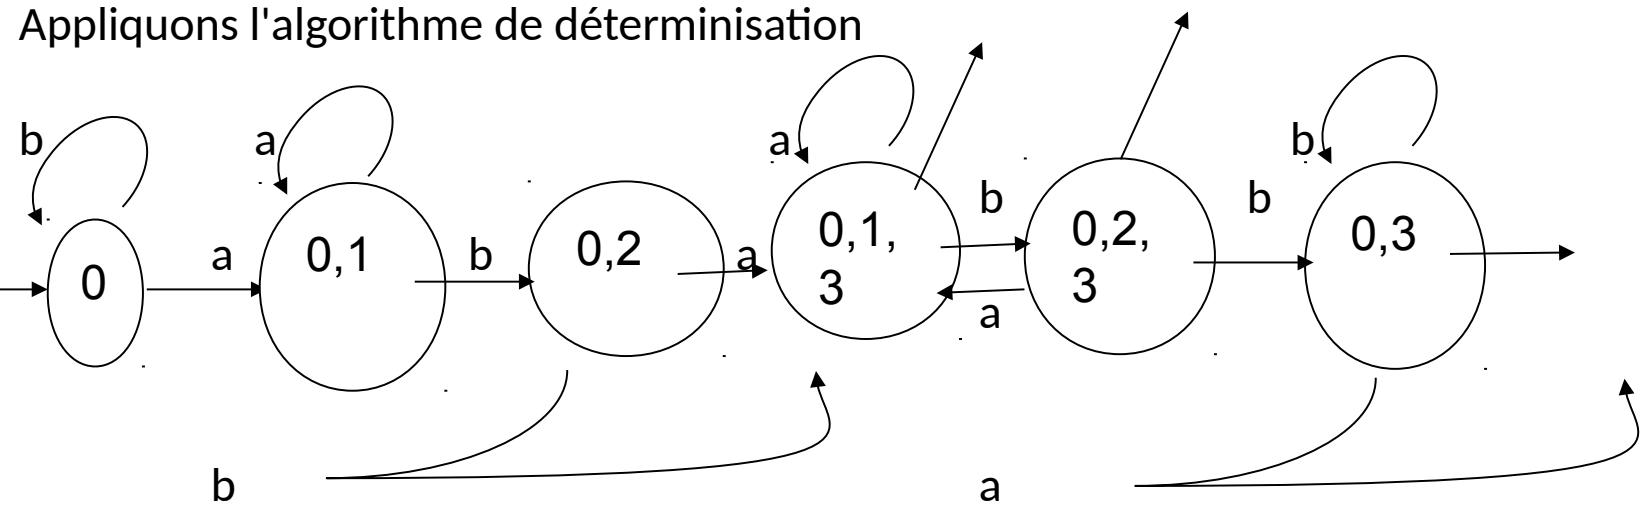 Appliquons l'algorithme de déterminisation
b
a
a
b
b
a
0
0,1
b
0,2
a
0,1,
3
b
a
0,2,
3
b
0,3
b
a